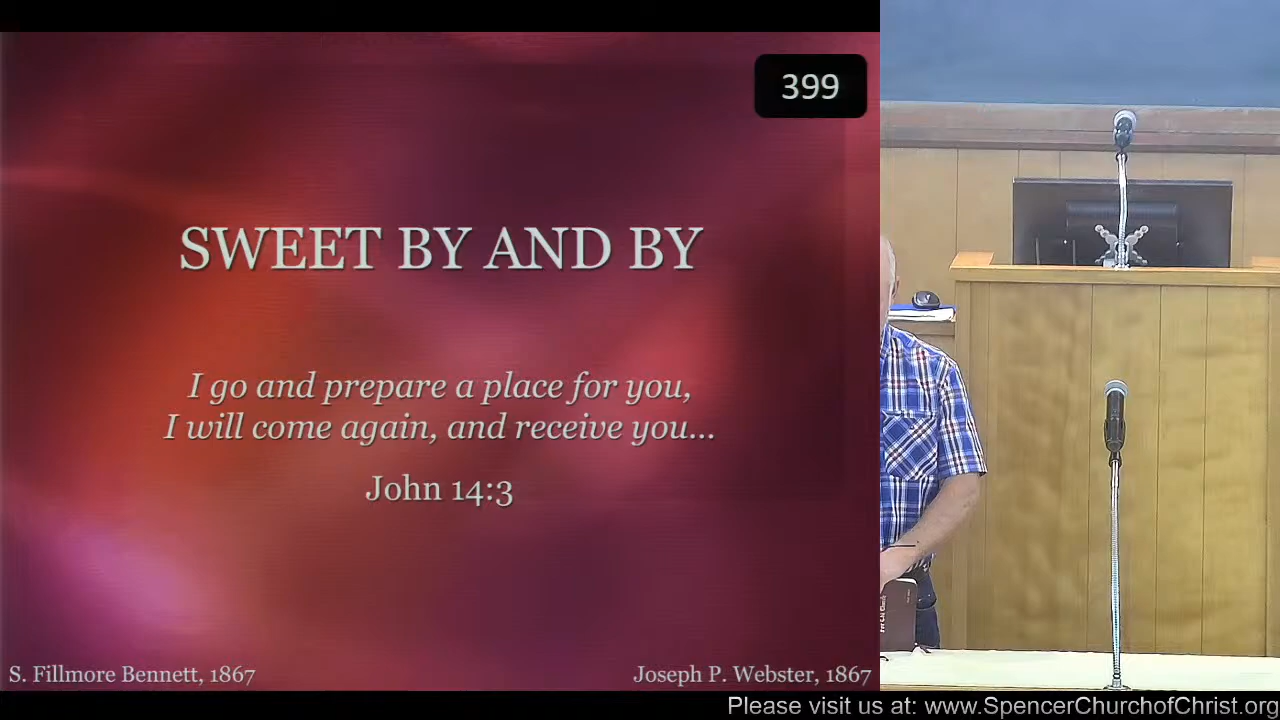 399
SWEET BY AND BY
I go and prepare a place for you,
I will come again, and receive you...
John 14:3
S. Fillmore Bennett, 1867
Joseph P. Webster, 1867
Please visit us at: www.SpencerChurchofChrist.org